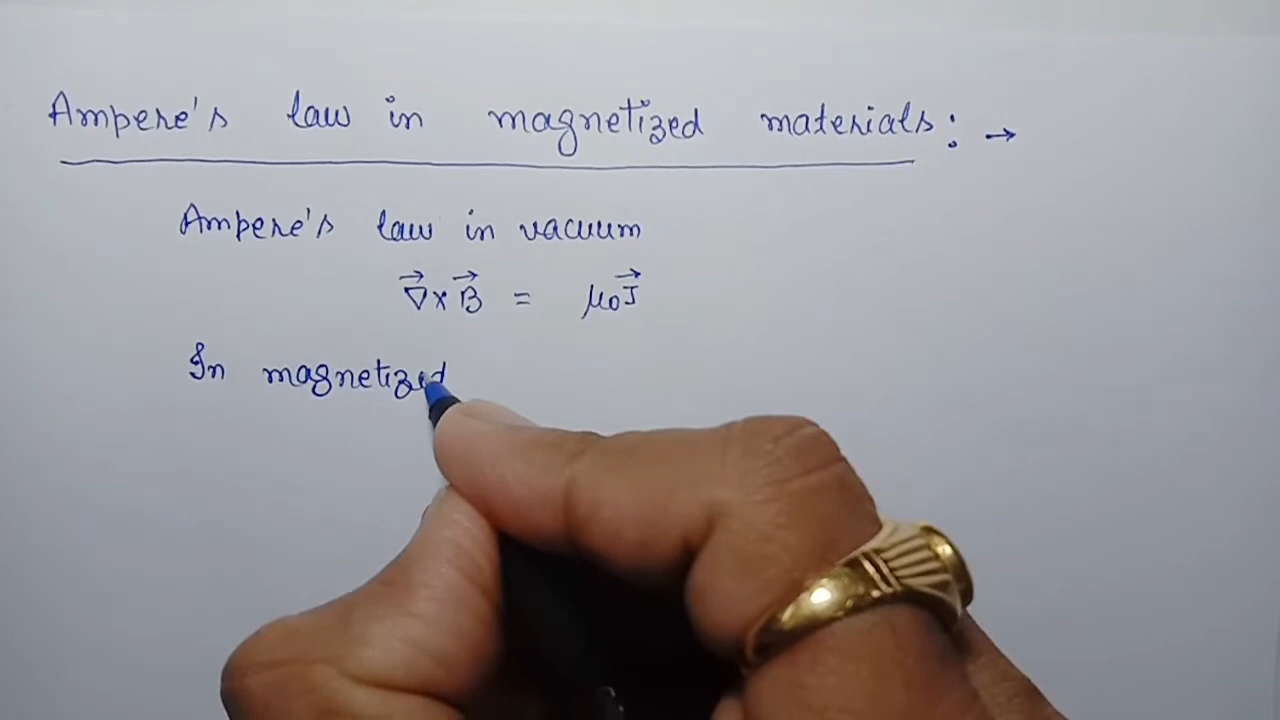 Ampere's law in magnetized materials: →
Ampere's law in vacuum
∇⃗ × B⃗ = μ₀J⃗
In magnetized